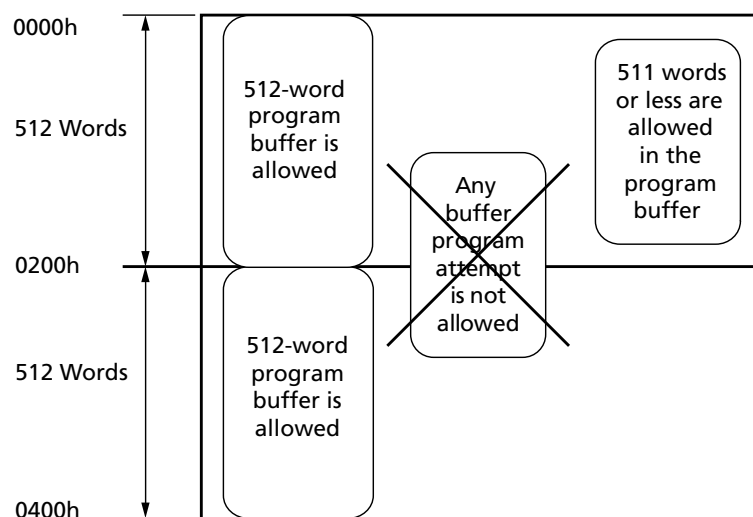 0000h
512 Words
0200h
512 Words
0400h
512-word
program
buffer is
allowed
512-word
program
buffer is
allowed
Any
buffer
program
attempt
is not
allowed
511 words
or less are
allowed
in the
program
buffer